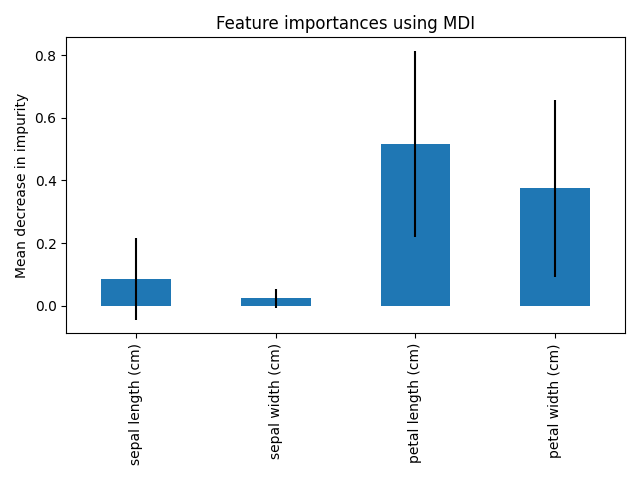 Feature importances using MDI
Mean decrease in impurity
0.8
0.6
0.4
0.2
0.0
sepal length (cm)
sepal width (cm)
petal length (cm)
petal width (cm)